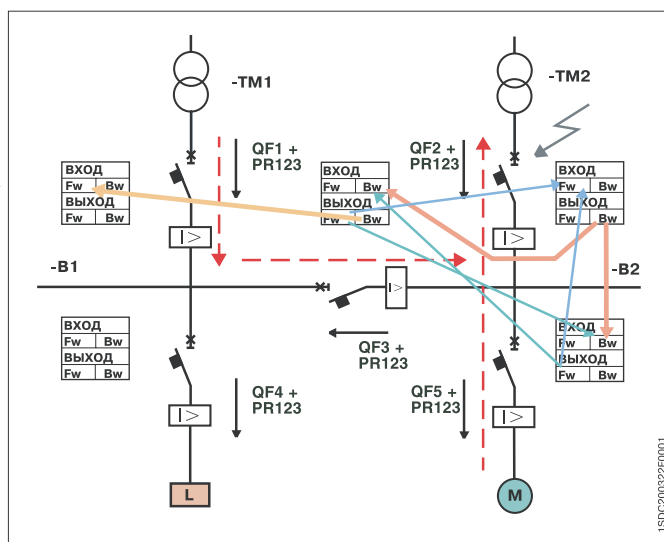 -TM1
-TM2
QF1 +
PR123
QF2 +
PR123
ВХОД
Fw Bw
ВЫХОД
Fw Bw
ВХОД
Fw Bw
ВЫХОД
Fw Bw
ВХОД
Fw Bw
ВЫХОД
Fw Bw
I>
I>
-B1
-B2
I>
ВХОД
Fw Bw
ВЫХОД
Fw Bw
ВХОД
Fw Bw
ВЫХОД
Fw Bw
QF3 +
PR123
QF4 +
PR123
QF5 +
PR123
I>
I>
L
M
1SDC200322F0001